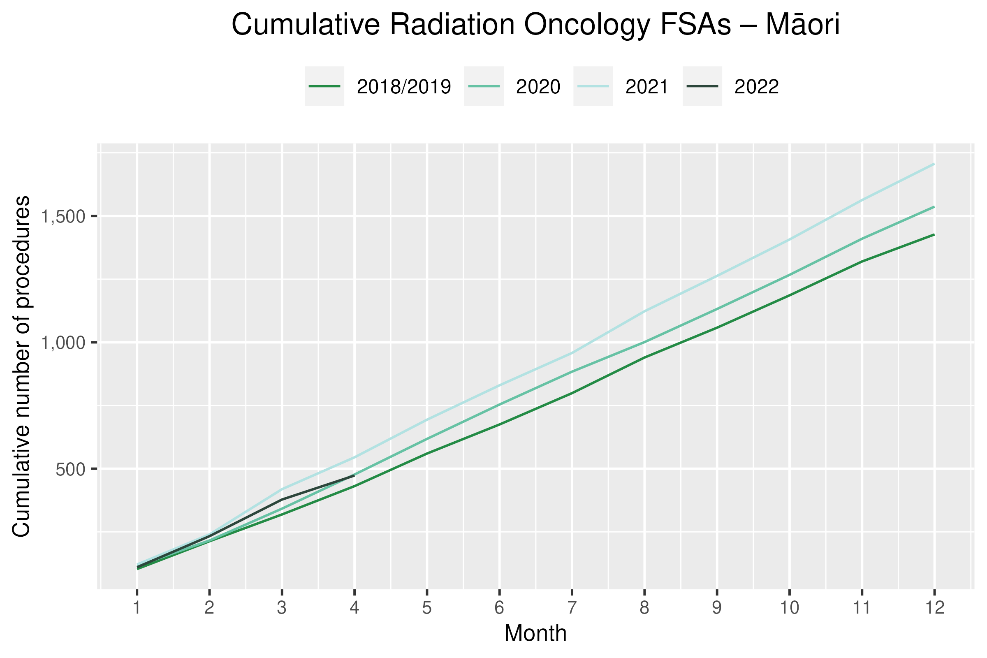 Cumulative Radiation Oncology FSAs – Māori
2018/2019 2020 2021 2022
Cumulative number of procedures
1,500
1,000
500
1 2 3 4 5 6 7 8 9 10 11 12
Month